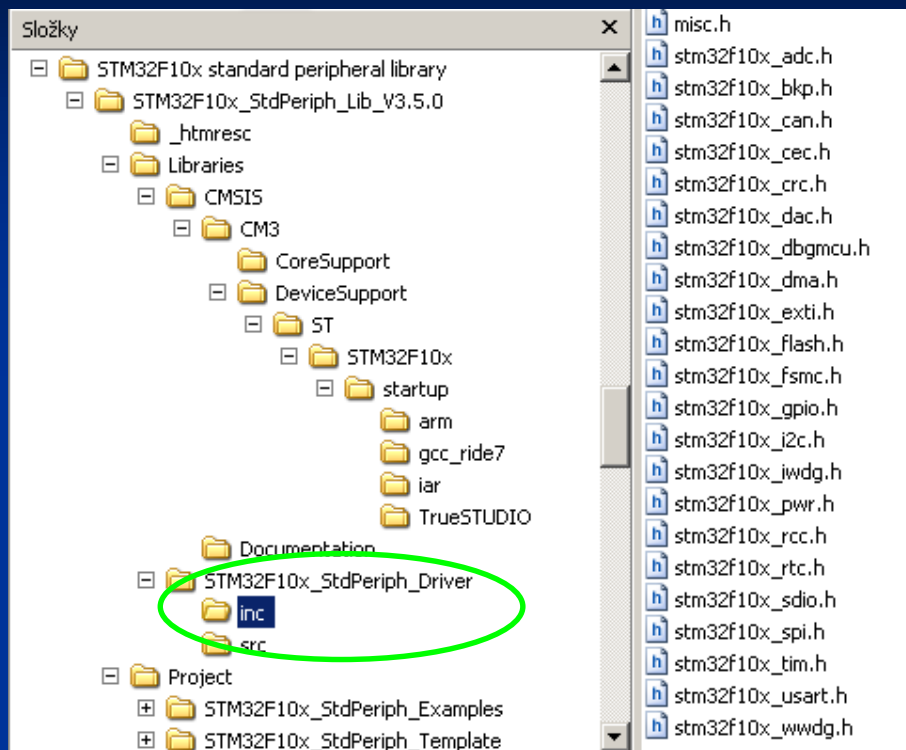 Složky
STM32F10x standard peripheral library
STM32F10x_StdPeriph_Lib_V3.5.0
_htmresc
Libraries
CMSIS
CM3
CoreSupport
DeviceSupport
ST
STM32F10x
startup
arm
gcc_ride7
iar
TrueSTUDIO
Documentation
STM32F10x_StdPeriph_Driver
inc
src
Project
STM32F10x_StdPeriph_Examples
STM32F10x_StdPeriph_Template
misc.h
stm32f10x_adc.h
stm32f10x_bkp.h
stm32f10x_can.h
stm32f10x_cec.h
stm32f10x_crc.h
stm32f10x_dac.h
stm32f10x_dbgmcu.h
stm32f10x_dma.h
stm32f10x_exti.h
stm32f10x_flash.h
stm32f10x_fsmc.h
stm32f10x_gpio.h
stm32f10x_i2c.h
stm32f10x_iwdg.h
stm32f10x_pwr.h
stm32f10x_rcc.h
stm32f10x_rtc.h
stm32f10x_sdio.h
stm32f10x_spi.h
stm32f10x_tim.h
stm32f10x_usart.h
stm32f10x_wwdg.h